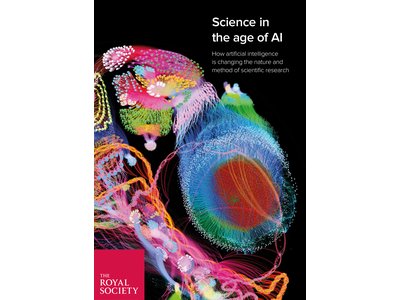 Science in
the age of AI
How artificial intelligence
is changing the nature and
method of scientific research
THE
ROYAL
SOCIETY